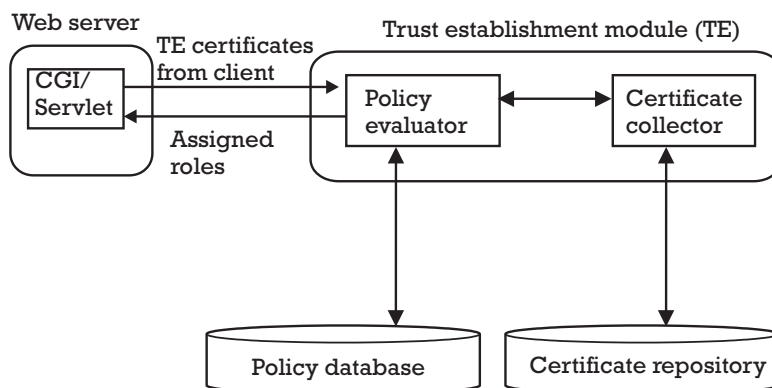 Web server
CGI/
Servlet
TE certificates
from client
Assigned
roles
Trust establishment module (TE)
Policy
evaluator
Certificate
collector
Policy database
Certificate repository